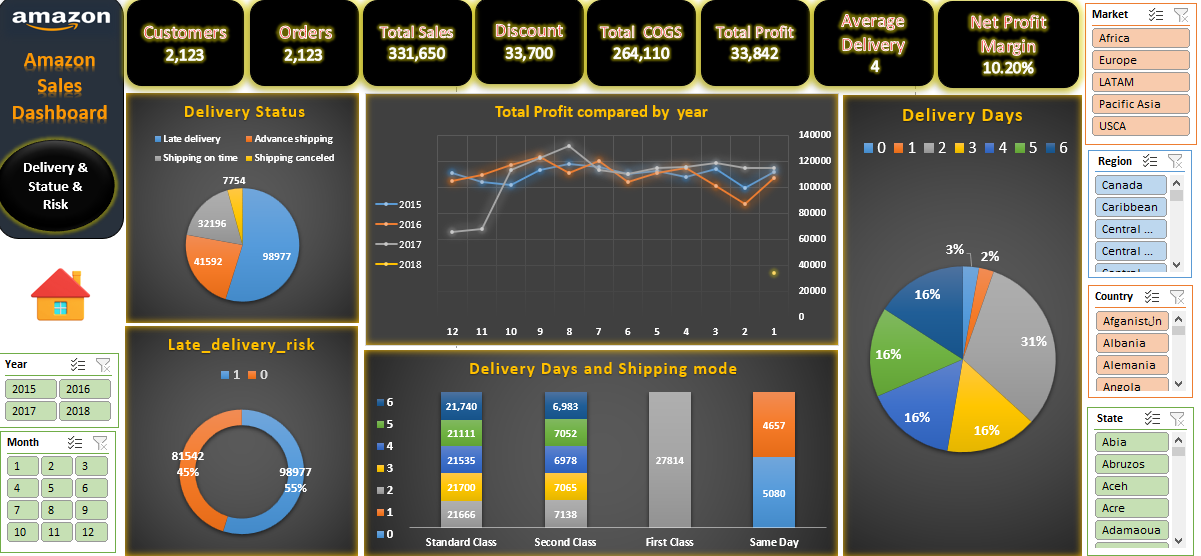 amazon
Amazon
Sales
Dashboard
Delivery &
Statue &
Risk
Customers
2,123
Orders
2,123
Total Sales
331,650
Discount
33,700
Total COGS
264,110
Total Profit
33,842
Average
Delivery
4
Net Profit
Margin
10.20%
Delivery Status
Late delivery
Advance shipping
Shipping on time
Shipping canceled
7754
32196
41592
98977
Total Profit compared by year
2015
2016
2017
2018
140000
120000
100000
80000
60000
40000
20000
0
12 11 10 9 8 7 6 5 4 3 2 1
Delivery Days
0 1 2 3 4 5 6
3%
2%
31%
16%
16%
16%
16%
Late_delivery_risk
1 0
81542
45%
98977
55%
Delivery Days and Shipping mode
6
5
4
3
2
1
0
21,740
21111
21535
21700
21666
6,983
7052
6978
7065
7138
27814
4657
5080
Standard Class
Second Class
First Class
Same Day
Year
2015 2016
2017 2018
Month
1 2 3
4 5 6
7 8 9
10 11 12
Market
Africa
Europe
LATAM
Pacific Asia
USCA
Region
Canada
Caribbean
Central ...
Central ...
Country
Albania
Alemania
Angola
State
Abia
Abruzos
Aceh
Acre
Adamaoua